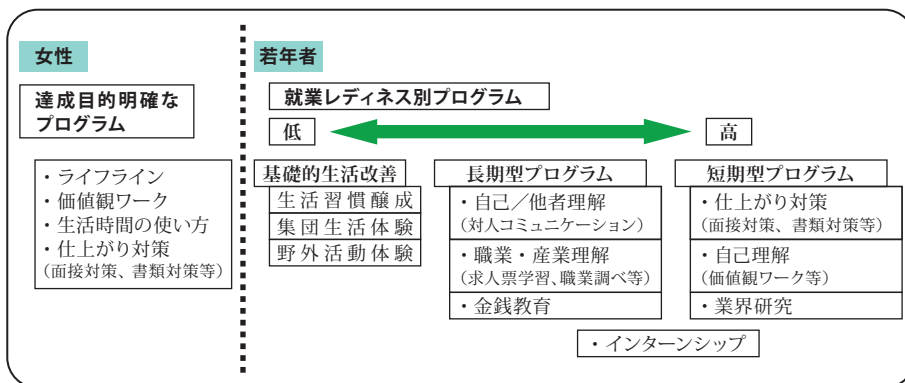 女性
達成目的明確な
プログラム
・ライフライン
・価値観ワーク
・生活時間の使い方
・仕上がり対策
（面接対策、書類対策等）
若年者
就業レディネス別プログラム
低
高
基礎的生活改善
生活習慣醸成
集団生活体験
野外活動体験
長期型プログラム
・自己／他者理解
（対人コミュニケーション）
・職業・産業理解
（求人票学習、職業調べ等）
・金銭教育
短期型プログラム
・仕上がり対策
（面接対策、書類対策等）
・自己理解
（価値観ワーク等）
・業界研究
・インターンシップ